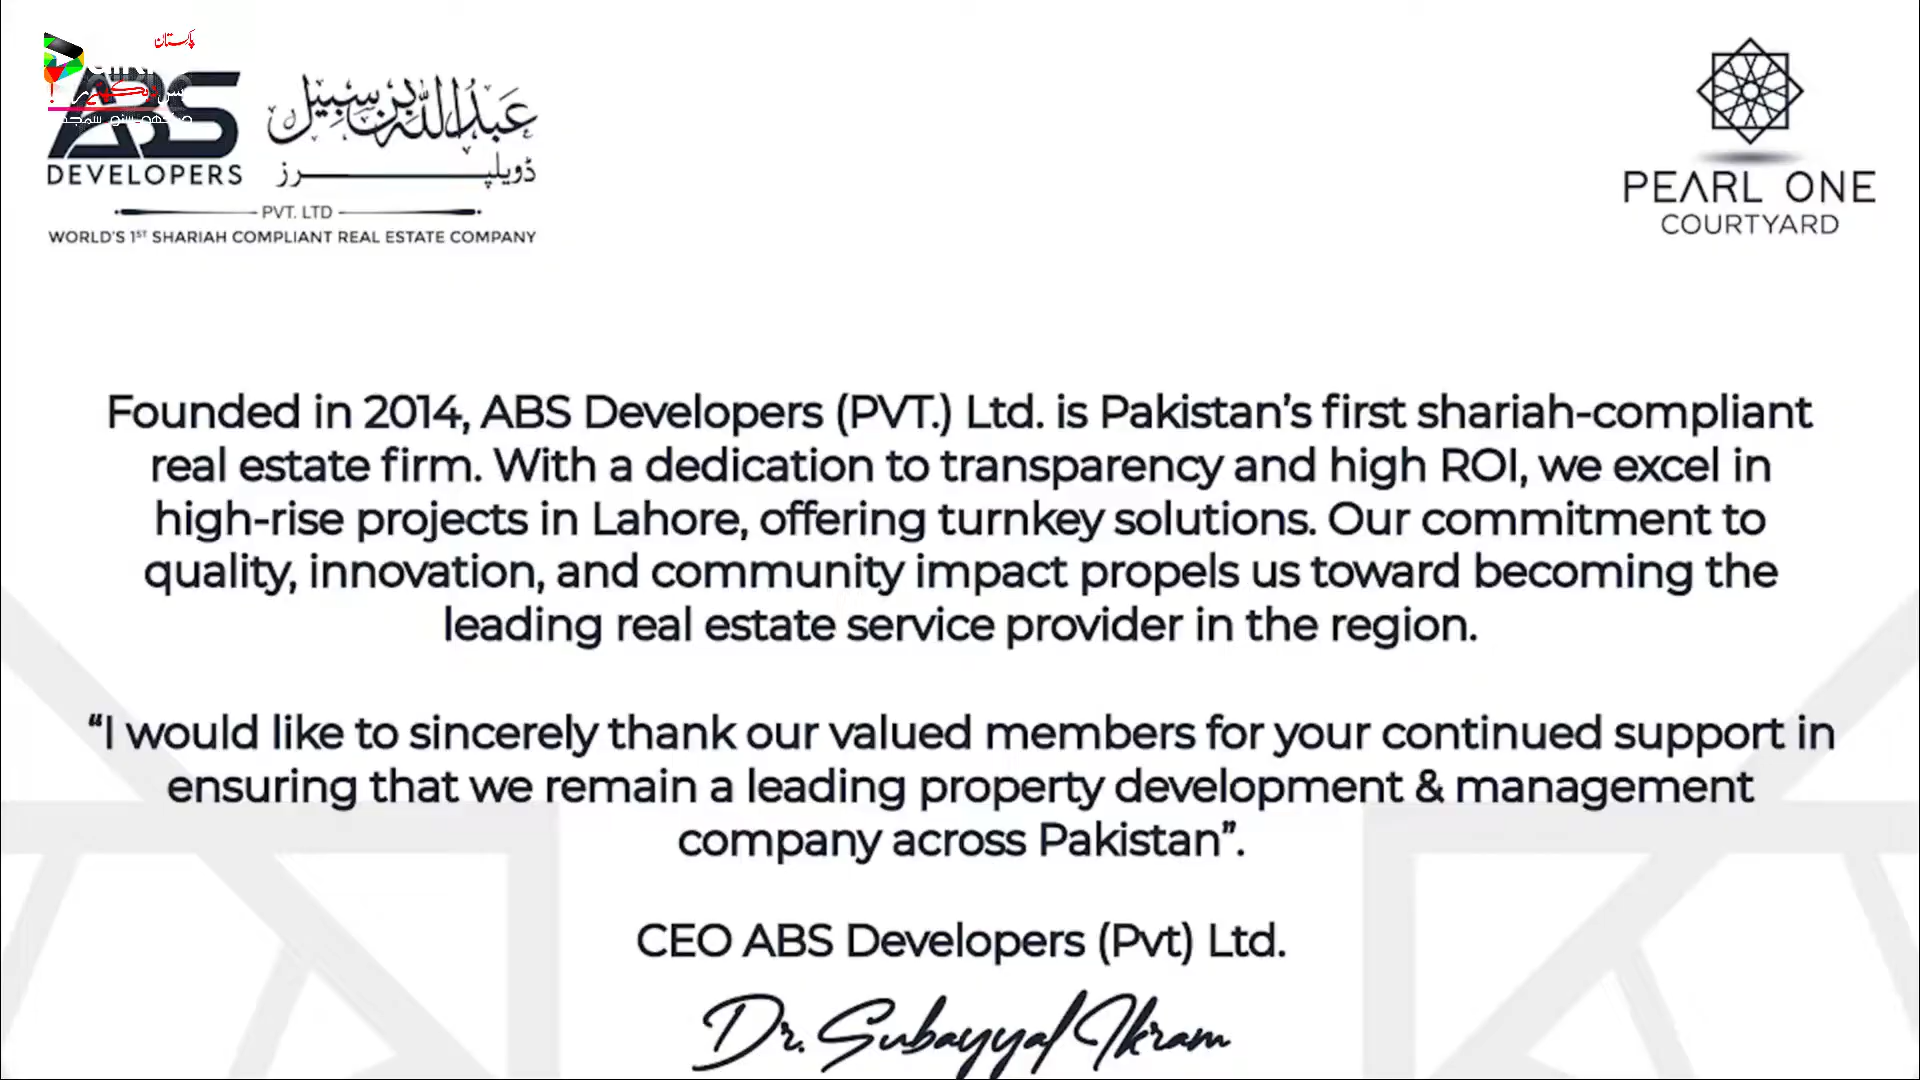 پاکستان
ABS
DEVELOPERS
عبداللہ بن سبیل
ڈویلپرز
PVT. LTD
WORLD'S 1ST SHARIAH COMPLIANT REAL ESTATE COMPANY
PEARL ONE
COURTYARD
Founded in 2014, ABS Developers (PVT.) Ltd. is Pakistan’s first shariah-compliant
real estate firm. With a dedication to transparency and high ROI, we excel in
high-rise projects in Lahore, offering turnkey solutions. Our commitment to
quality, innovation, and community impact propels us toward becoming the
leading real estate service provider in the region.
“I would like to sincerely thank our valued members for your continued support in
ensuring that we remain a leading property development & management
company across Pakistan”.
CEO ABS Developers (Pvt) Ltd.
Dr. Subayyal Ikram